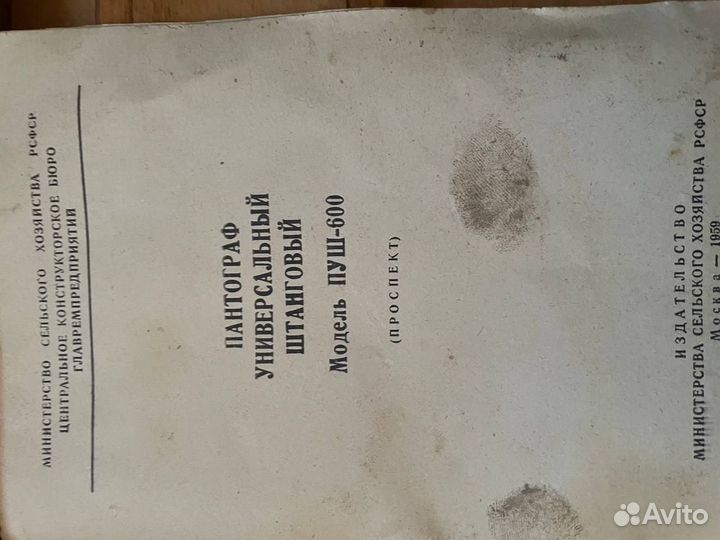 МИНИСТЕРСТВО СЕЛЬСКОГО ХОЗЯЙСТВА РСФСР
ЦЕНТРАЛЬНОЕ КОНСТРУКТОРСКОЕ БЮРО
ГЛАВРЕМПРЕДПРИЯТИЙ
ПАНТОГРАФ
УНИВЕРСАЛЬНЫЙ
ШТАНГОВЫЙ
Модель ПУШ-600
(ПРОСПЕКТ)
ИЗДАТЕЛЬСТВО
МИНИСТЕРСТВА СЕЛЬСКОГО ХОЗЯЙСТВА РСФСР
Москва — 1959
Avito